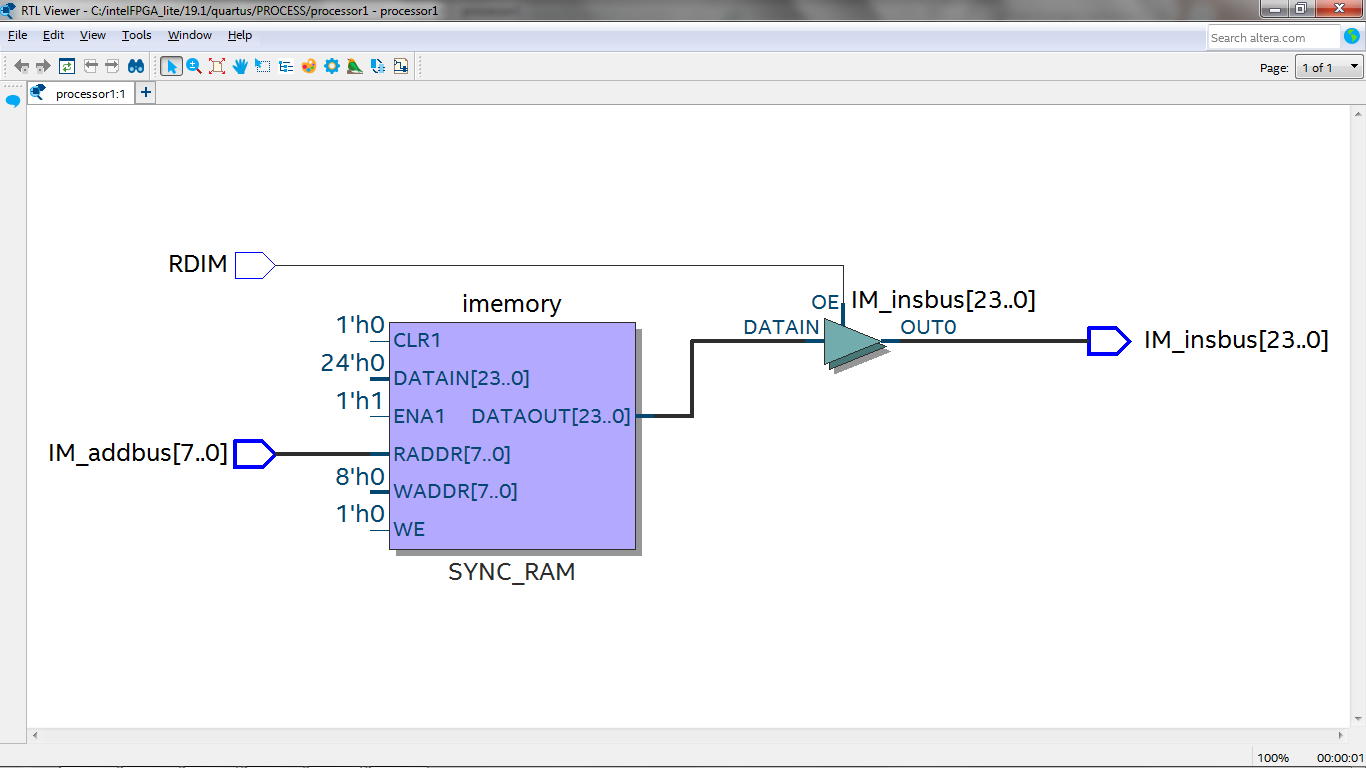 RTL Viewer - C:/intelFPGA_lite/19.1/quartus/PROCESS/processor1 - processor1
File Edit View Tools Window Help
Search altera.com
Page: 1 of 1
processor1:1
RDIM
imemory
OE
IM_insbus[23..0]
1'h0
CLR1
DATAIN
OUT0
IM_insbus[23..0]
24'h0
DATAIN[23..0]
1'h1
ENA1
DATAOUT[23..0]
IM_addbus[7..0]
RADDR[7..0]
8'h0
WADDR[7..0]
1'h0
WE
SYNC_RAM
100% 00:00:01